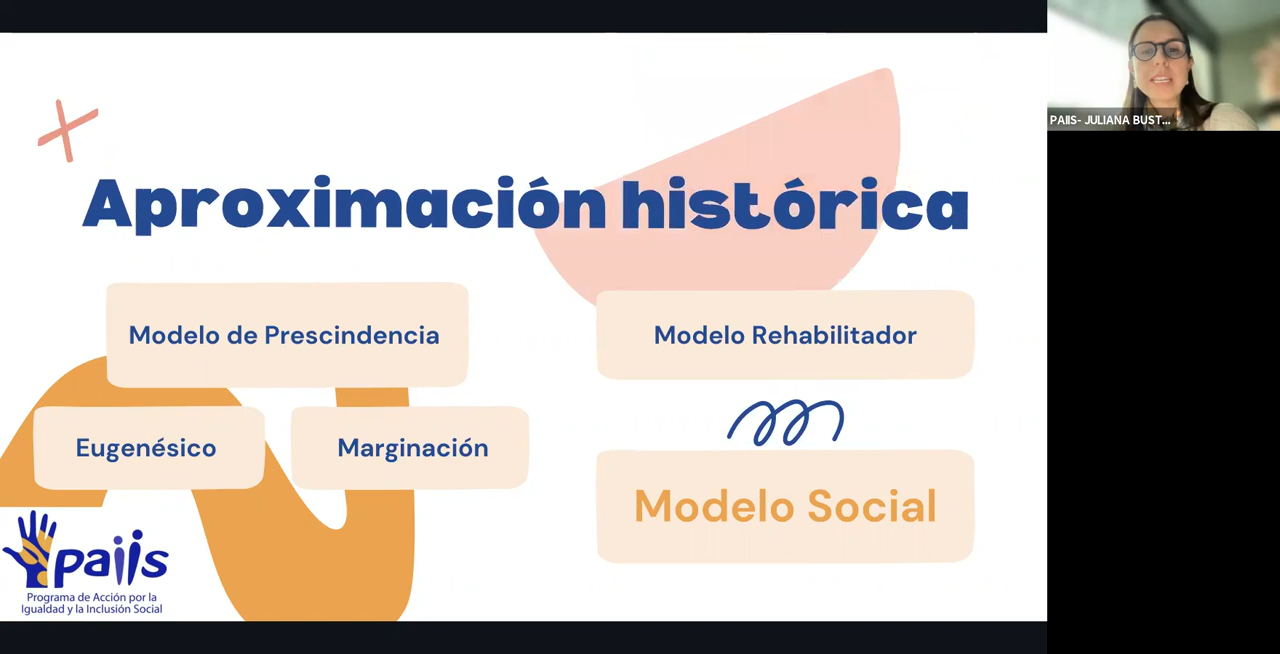 Aproximación histórica
Modelo de Prescindencia
Eugenésico
Marginación
Modelo Rehabilitador
Modelo Social
paiis
Programa de Acción por la
Igualdad y la Inclusión Social
PAIIS- JULIANA BUST...